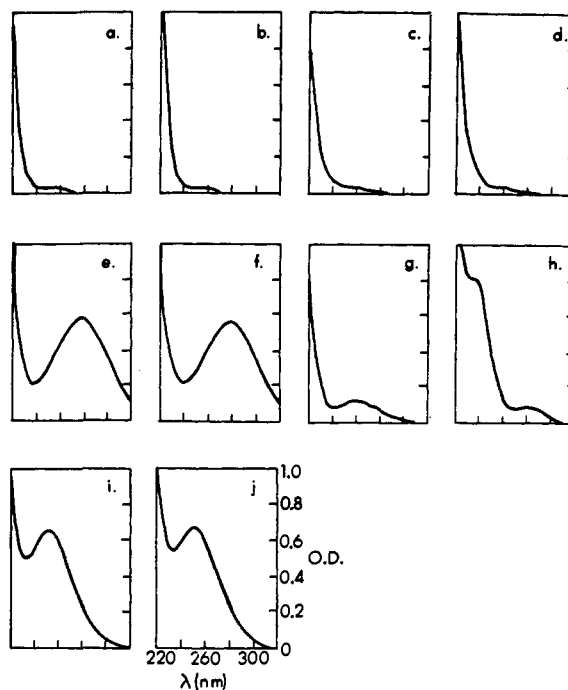 a.
b.
c.
d.
e.
f.
g.
h.
i.
j
1.0
0.8
0.6
0.4
0.2
0
O.D.
220 260 300
λ(nm)